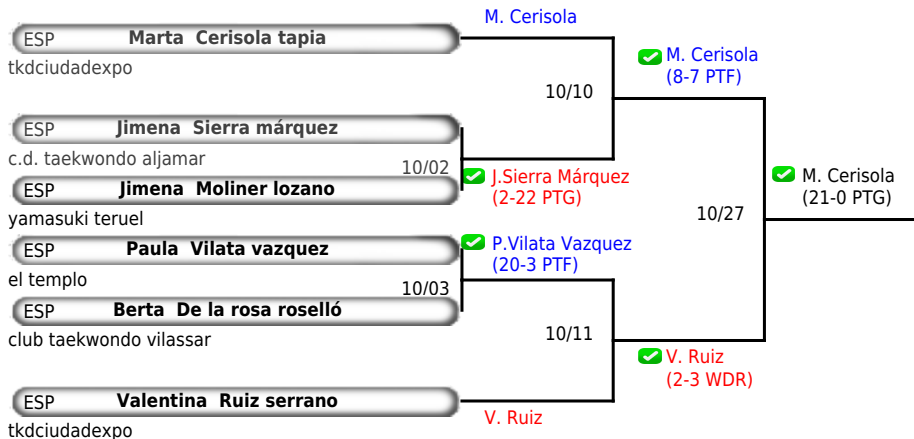 M. Cerisola
ESP Marta Cerisola tapia
tkdciudadexpo
M. Cerisola
(8-7 PTF)
10/10
ESP Jimena Sierra márquez
c.d. taekwondo aljamar
10/02
J.Sierra Márquez
(2-22 PTG)
ESP Jimena Moliner lozano
yamasuki teruel
M. Cerisola
(21-0 PTG)
10/27
ESP Paula Vilata vazquez
el templo
P.Vilata Vazquez
(20-3 PTF)
10/03
ESP Berta De la rosa roselló
club taekwondo vilassar
10/11
V. Ruiz
(2-3 WDR)
ESP Valentina Ruiz serrano
tkdciudadexpo
V. Ruiz